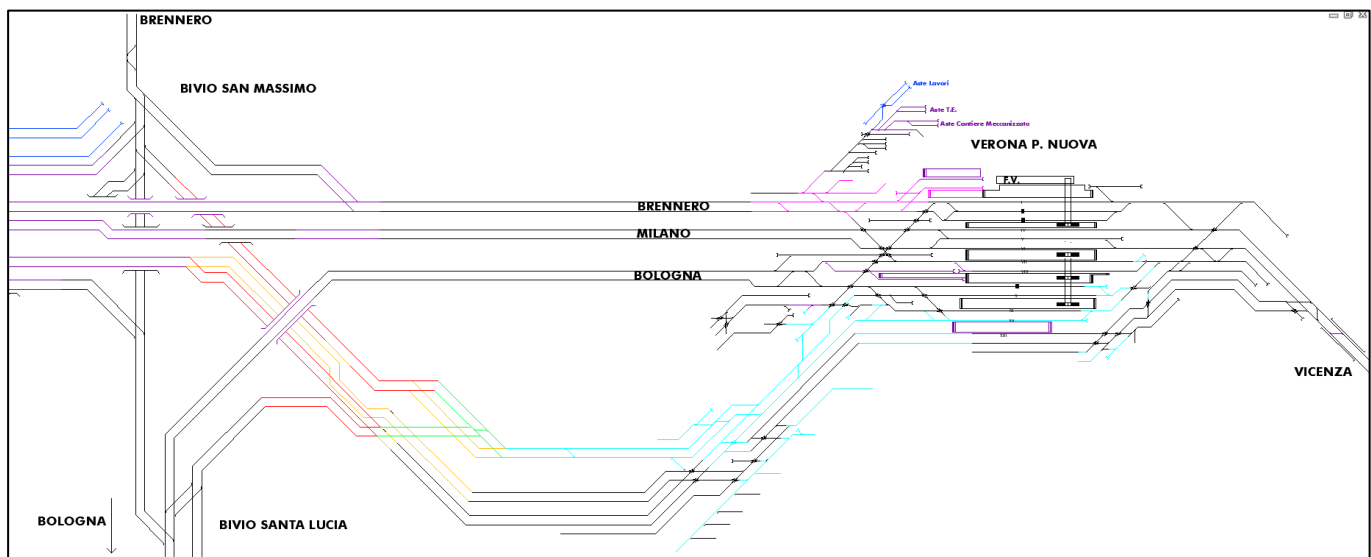 BRENNERO
BIVIO SAN MASSIMO
Aste Lavori
Aste T.E.
Aste Cantiere Meccanizzato
VERONA P. NUOVA
F.V.
BRENNERO
MILANO
BOLOGNA
VICENZA
BOLOGNA
BIVIO SANTA LUCIA